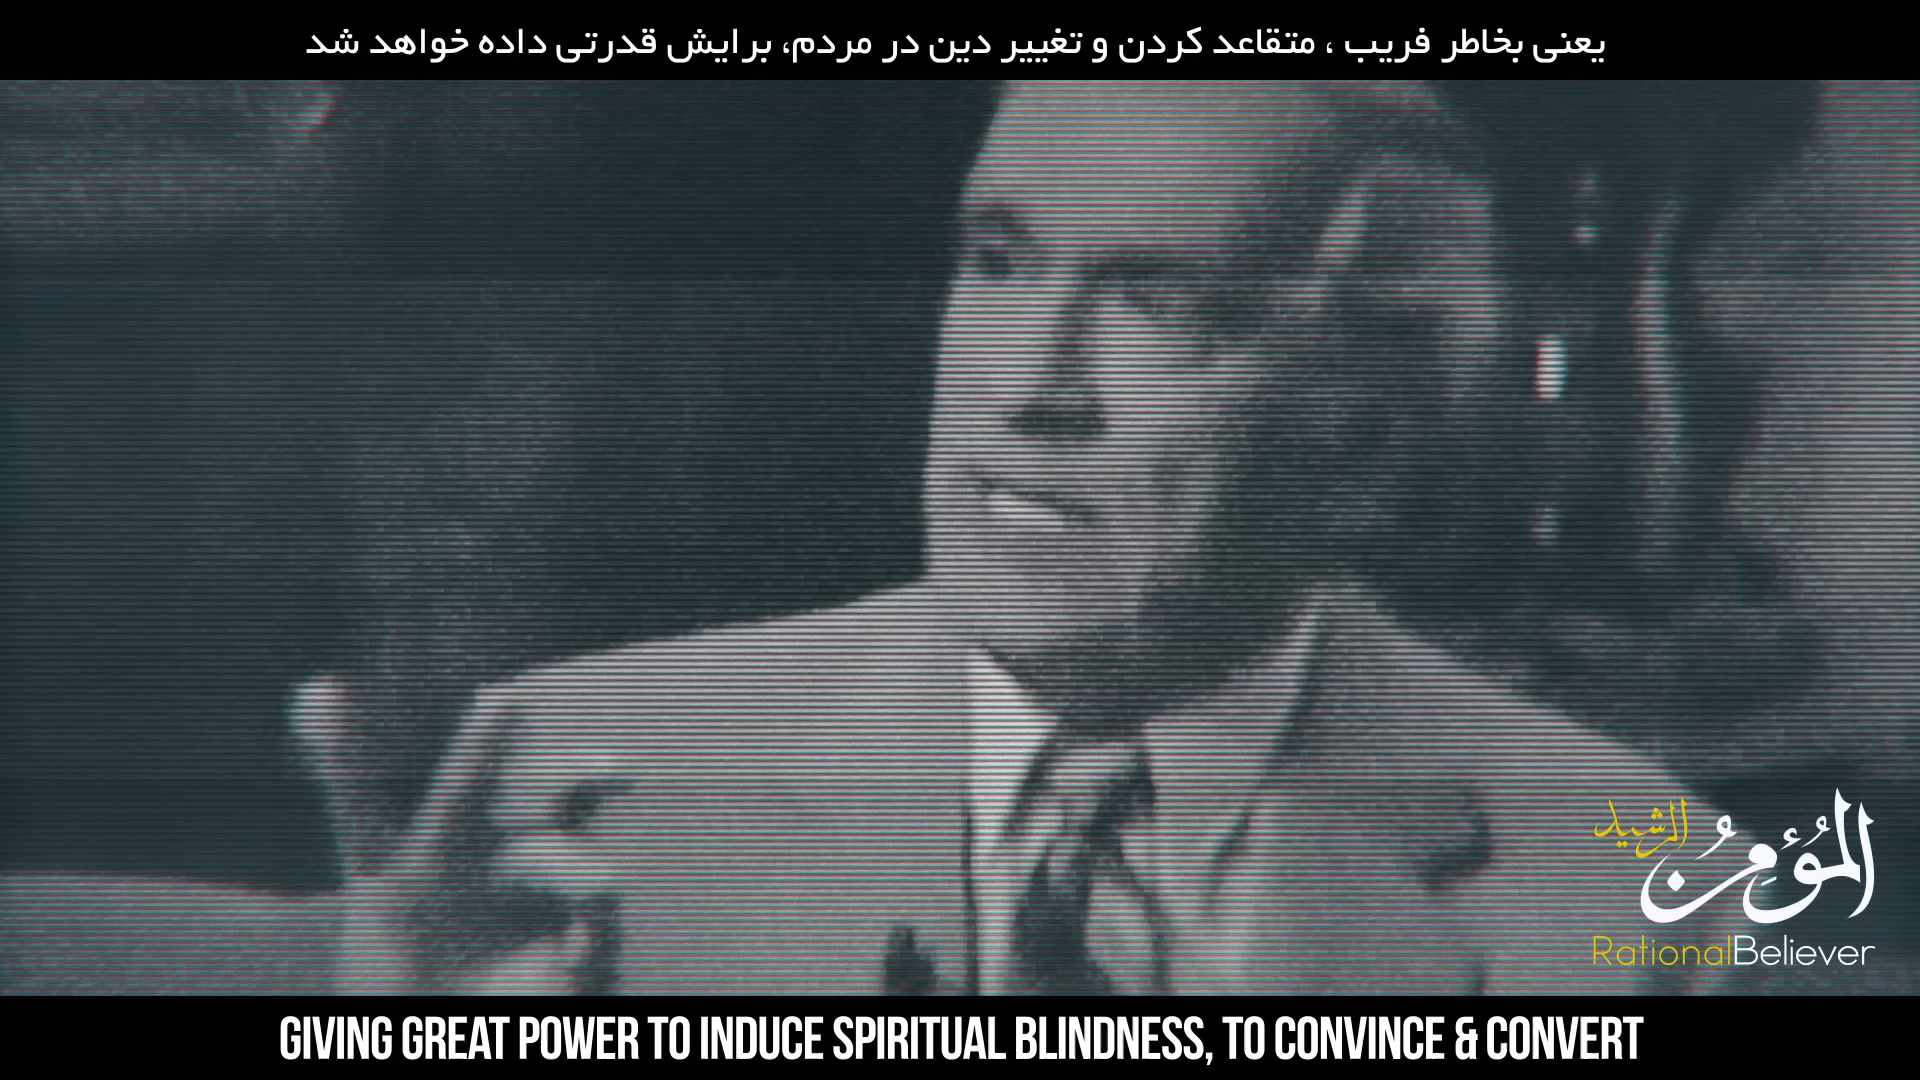 یعنی بخاطر فریب ، متقاعد کردن و تغییر دین در مردم، برایش قدرتی داده خواهد شد
المؤمن الرشيد
RationalBeliever
GIVING GREAT POWER TO INDUCE SPIRITUAL BLINDNESS, TO CONVINCE & CONVERT